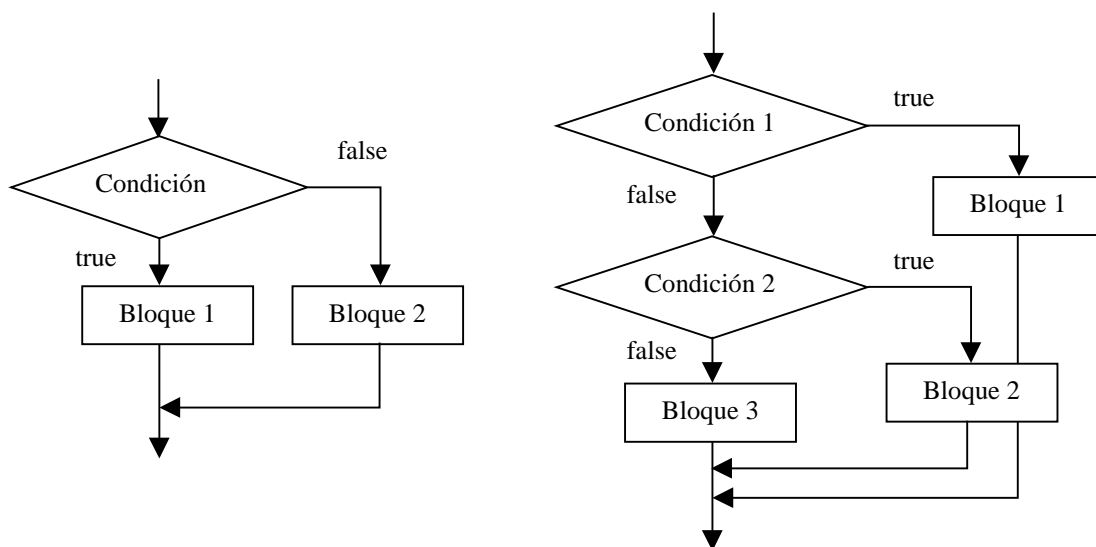 false
Condición
true
Bloque 1
Bloque 2
true
Condición 1
false
Bloque 1
true
Condición 2
false
Bloque 2
Bloque 3